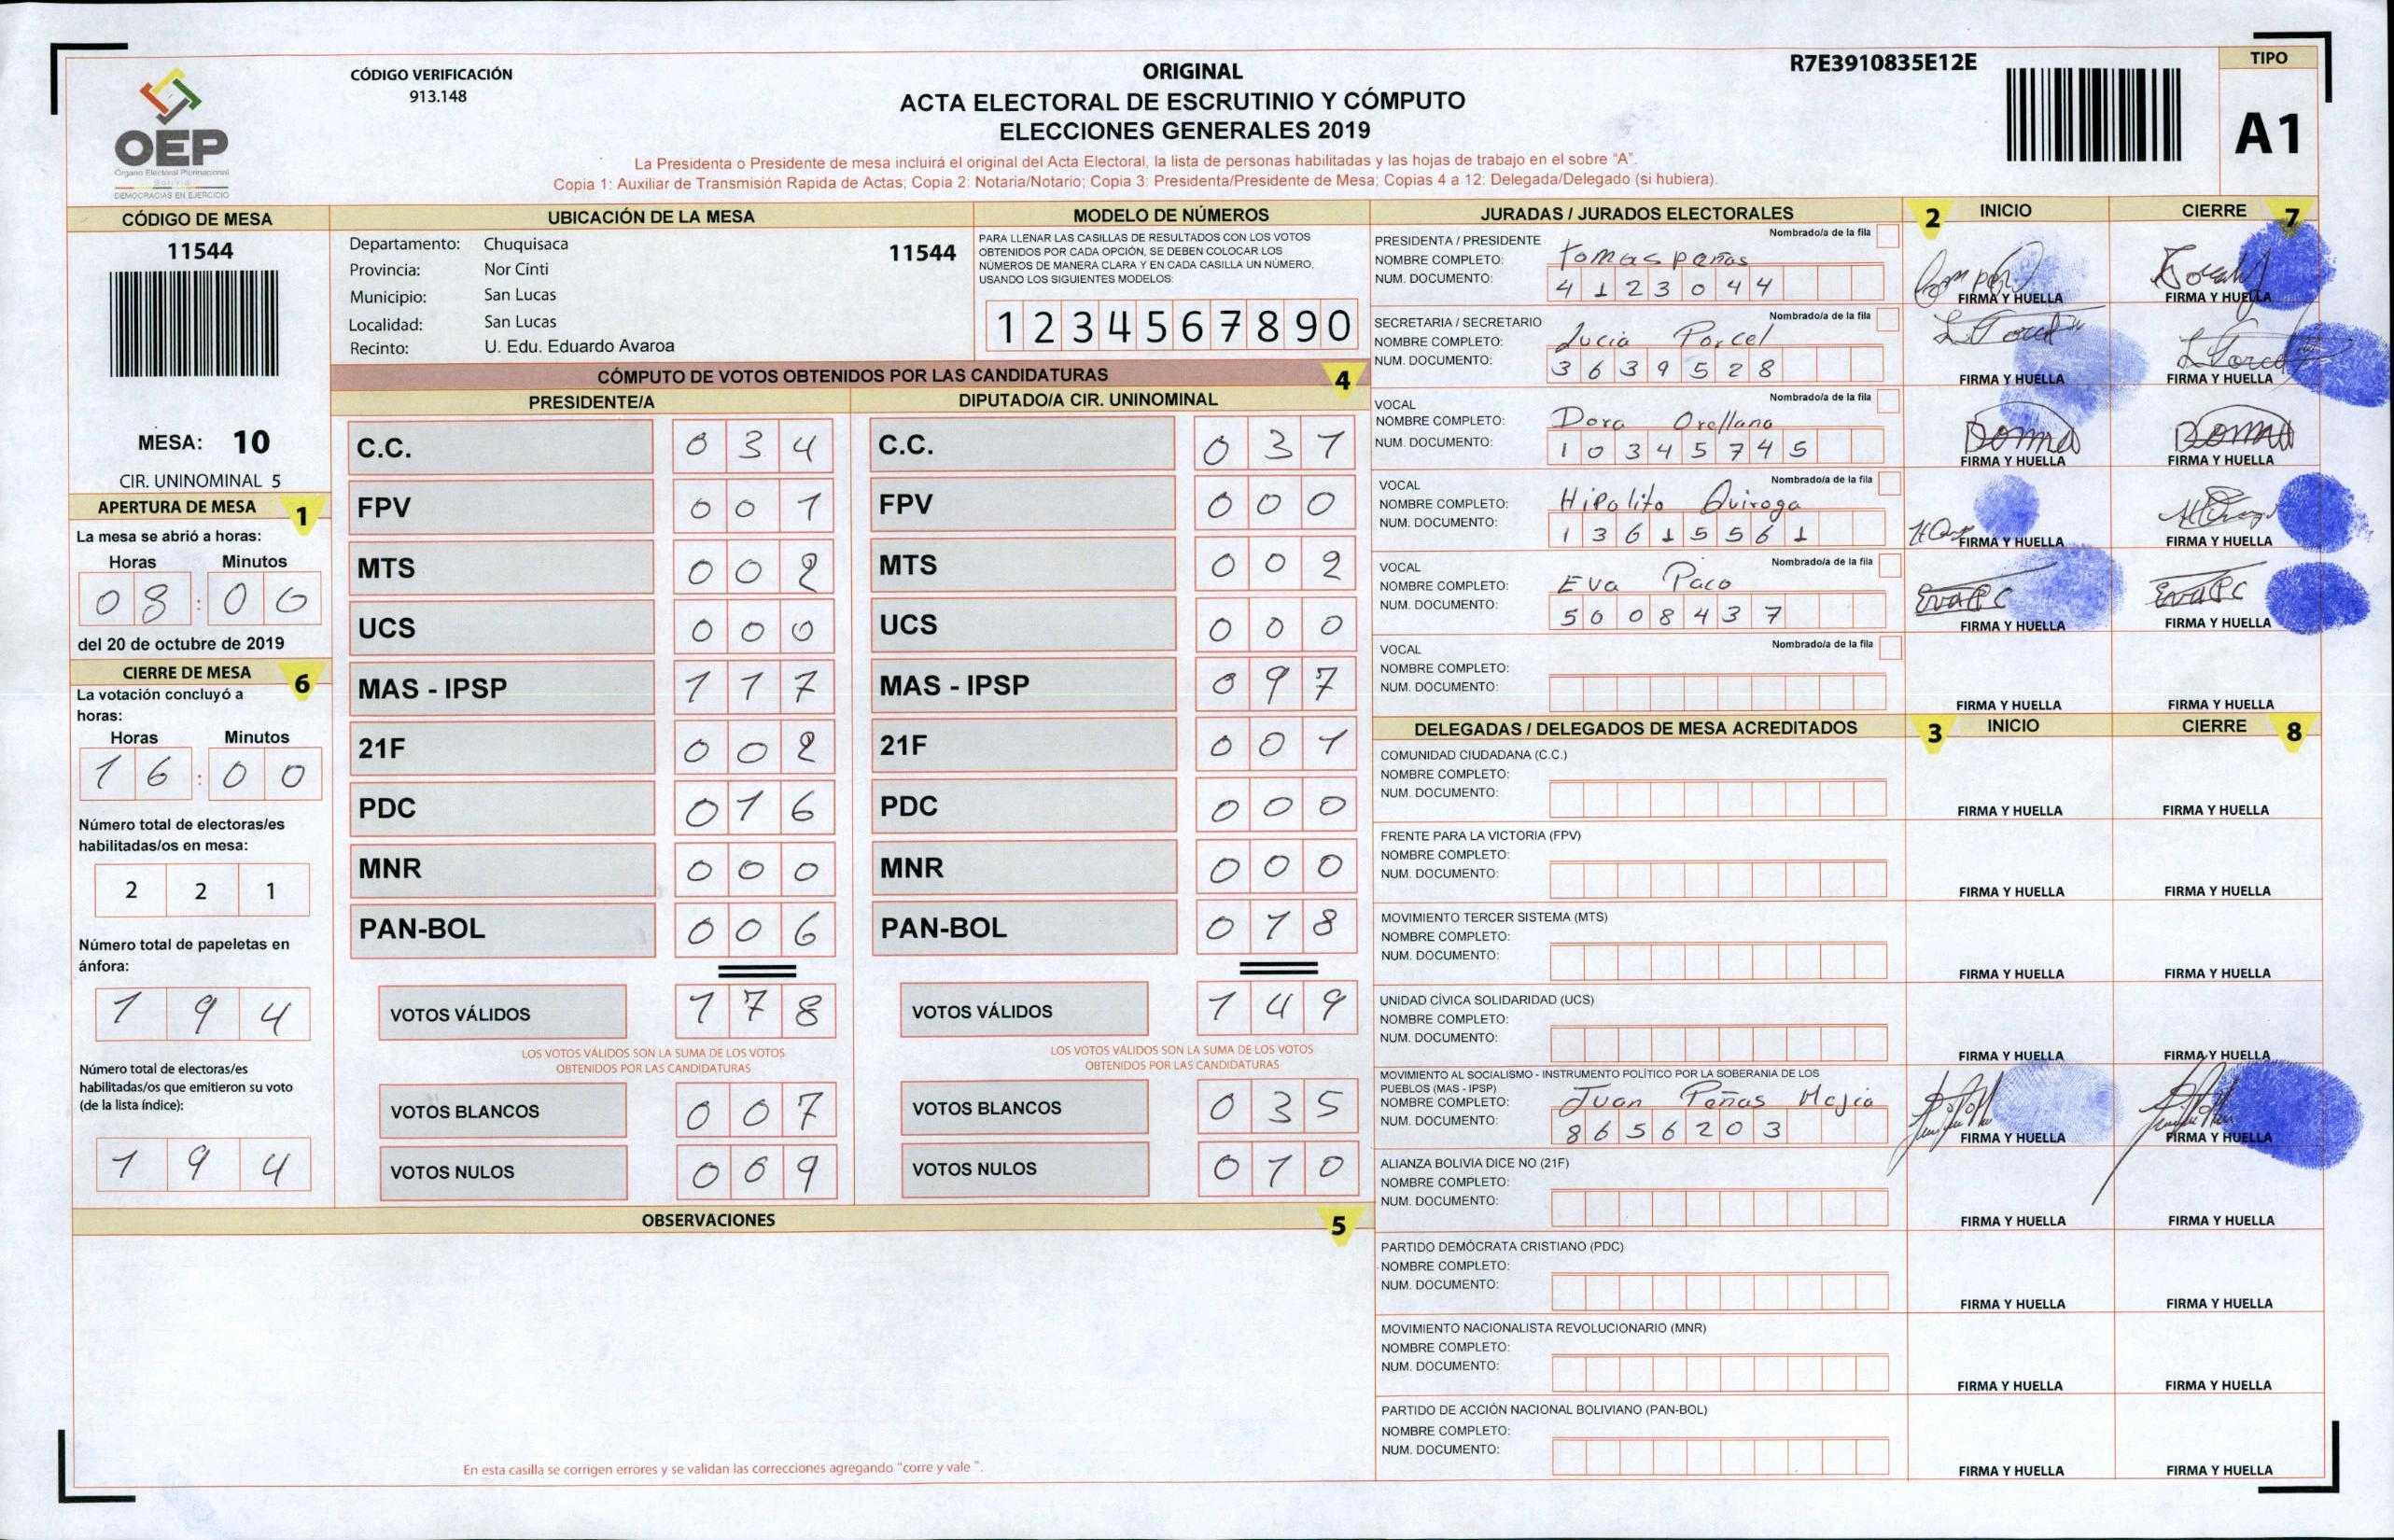 CÓDIGO VERIFICACIÓN
913.148
ORIGINAL
ACTA ELECTORAL DE ESCRUTINIO Y CÓMPUTO
ELECCIONES GENERALES 2019
R7E3910835E12E
TIPO
A1
OEP
Órgano Electoral Plurinacional
Bolivia
DEMOCRACIAS EN EJERCICIO
La Presidenta o Presidente de mesa incluirá el original del Acta Electoral, la lista de personas habilitadas y las hojas de trabajo en el sobre "A".
Copia 1: Auxiliar de Transmisión Rapida de Actas; Copia 2: Notaria/Notario; Copia 3: Presidenta/Presidente de Mesa; Copias 4 a 12: Delegada/Delegado (si hubiera).
CÓDIGO DE MESA
11544
MESA: 10
CIR. UNINOMINAL 5
APERTURA DE MESA 1
La mesa se abrió a horas:
Horas Minutos
08:00
del 20 de octubre de 2019
CIERRE DE MESA 6
La votación concluyó a
horas:
Horas Minutos
16:00
Número total de electoras/es
habilitadas/os en mesa:
2 2 1
Número total de papeletas en
ánfora:
1 9 4
Número total de electoras/es
habilitadas/os que emitieron su voto
(de la lista índice):
1 9 4
UBICACIÓN DE LA MESA
Departamento: Chuquisaca 11544
Provincia: Nor Cinti
Municipio: San Lucas
Localidad: San Lucas
Recinto: U. Edu. Eduardo Avaroa
MODELO DE NÚMEROS
PARA LLENAR LAS CASILLAS DE RESULTADOS CON LOS VOTOS
OBTENIDOS POR CADA OPCIÓN, SE DEBEN COLOCAR LOS
NÚMEROS DE MANERA CLARA Y EN CADA CASILLA UN NÚMERO,
USANDO LOS SIGUIENTES MODELOS:
1 2 3 4 5 6 7 8 9 0
CÓMPUTO DE VOTOS OBTENIDOS POR LAS CANDIDATURAS 4
PRESIDENTE/A
C.C. 0 3 4
FPV 0 0 1
MTS 0 0 2
UCS 0 0 0
MAS - IPSP 1 1 7
21F 0 0 2
PDC 0 1 6
MNR 0 0 0
PAN-BOL 0 0 6
VOTOS VÁLIDOS 1 7 8
LOS VOTOS VÁLIDOS SON LA SUMA DE LOS VOTOS
OBTENIDOS POR LAS CANDIDATURAS
VOTOS BLANCOS 0 0 7
VOTOS NULOS 0 0 9
DIPUTADO/A CIR. UNINOMINAL
C.C. 0 3 1
FPV 0 0 0
MTS 0 0 2
UCS 0 0 0
MAS - IPSP 0 9 7
21F 0 0 1
PDC 0 0 0
MNR 0 0 0
PAN-BOL 0 1 8
VOTOS VÁLIDOS 1 4 9
LOS VOTOS VÁLIDOS SON LA SUMA DE LOS VOTOS
OBTENIDOS POR LAS CANDIDATURAS
VOTOS BLANCOS 0 3 5
VOTOS NULOS 0 1 0
OBSERVACIONES 5
En esta casilla se corrigen errores y se validan las correcciones agregando "corre y vale ".
JURADAS / JURADOS ELECTORALES 2 INICIO CIERRE 7
PRESIDENTA / PRESIDENTE Nombrado/a de la fila
NOMBRE COMPLETO: Tomas peñas
NUM. DOCUMENTO: 4 1 2 3 0 4 4
FIRMA Y HUELLA FIRMA Y HUELLA
SECRETARIA / SECRETARIO Nombrado/a de la fila
NOMBRE COMPLETO: Lucia Porcel
NUM. DOCUMENTO: 3 6 3 9 5 2 8
FIRMA Y HUELLA FIRMA Y HUELLA
VOCAL Nombrado/a de la fila
NOMBRE COMPLETO: Dora Orellana
NUM. DOCUMENTO: 1 0 3 4 5 7 4 5
FIRMA Y HUELLA FIRMA Y HUELLA
VOCAL Nombrado/a de la fila
NOMBRE COMPLETO: Hipolito Quiroga
NUM. DOCUMENTO: 1 3 6 1 5 5 6 1
FIRMA Y HUELLA FIRMA Y HUELLA
VOCAL Nombrado/a de la fila
NOMBRE COMPLETO: Eva Paco
NUM. DOCUMENTO: 5 6 0 8 4 3 7
FIRMA Y HUELLA FIRMA Y HUELLA
VOCAL Nombrado/a de la fila
NOMBRE COMPLETO:
NUM. DOCUMENTO:
FIRMA Y HUELLA FIRMA Y HUELLA
DELEGADAS / DELEGADOS DE MESA ACREDITADOS 3 INICIO CIERRE 8
COMUNIDAD CIUDADANA (C.C.)
NOMBRE COMPLETO:
NUM. DOCUMENTO:
FIRMA Y HUELLA FIRMA Y HUELLA
FRENTE PARA LA VICTORIA (FPV)
NOMBRE COMPLETO:
NUM. DOCUMENTO:
FIRMA Y HUELLA FIRMA Y HUELLA
MOVIMIENTO TERCER SISTEMA (MTS)
NOMBRE COMPLETO:
NUM. DOCUMENTO:
FIRMA Y HUELLA FIRMA Y HUELLA
UNIDAD CÍVICA SOLIDARIDAD (UCS)
NOMBRE COMPLETO:
NUM. DOCUMENTO:
FIRMA Y HUELLA FIRMA Y HUELLA
MOVIMIENTO AL SOCIALISMO - INSTRUMENTO POLÍTICO POR LA SOBERANIA DE LOS
PUEBLOS (MAS - IPSP)
NOMBRE COMPLETO: Juan Peñas Mejia
NUM. DOCUMENTO: 8 6 5 6 2 0 3
FIRMA Y HUELLA FIRMA Y HUELLA
ALIANZA BOLIVIA DICE NO (21F)
NOMBRE COMPLETO:
NUM. DOCUMENTO:
FIRMA Y HUELLA FIRMA Y HUELLA
PARTIDO DEMÓCRATA CRISTIANO (PDC)
NOMBRE COMPLETO:
NUM. DOCUMENTO:
FIRMA Y HUELLA FIRMA Y HUELLA
MOVIMIENTO NACIONALISTA REVOLUCIONARIO (MNR)
NOMBRE COMPLETO:
NUM. DOCUMENTO:
FIRMA Y HUELLA FIRMA Y HUELLA
PARTIDO DE ACCIÓN NACIONAL BOLIVIANO (PAN-BOL)
NOMBRE COMPLETO:
NUM. DOCUMENTO:
FIRMA Y HUELLA FIRMA Y HUELLA